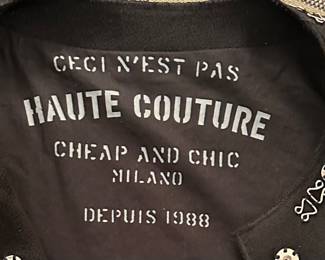 CECI N'EST PAS
HAUTE COUTURE
CHEAP AND CHIC
MILANO
DEPUIS 1988